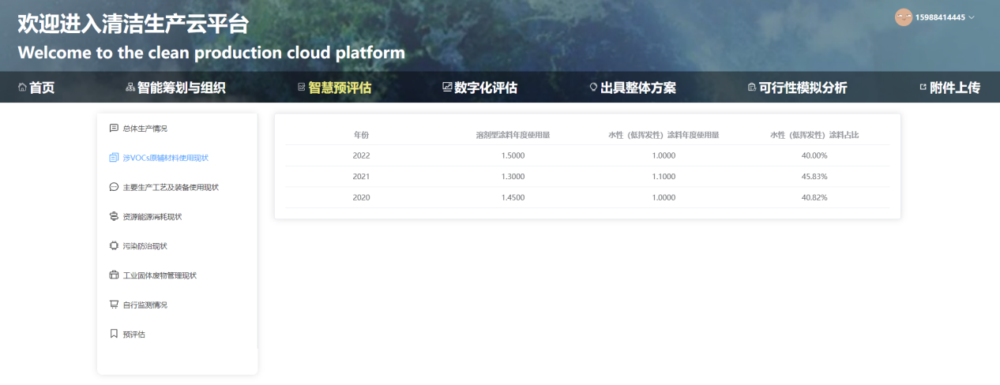 欢迎进入清洁生产云平台
15988414445
Welcome to the clean production cloud platform
首页 智能筹划与组织 智慧预评估 数字化评估 出具整体方案 可行性模拟分析 附件上传
总体生产情况
涉VOCs原辅材料使用现状
主要生产工艺及装备使用现状
资源能源消耗现状
污染防治现状
工业固体废物管理现状
自行监测情况
预评估
年份 溶剂型涂料年度使用量 水性（低挥发性）涂料年度使用量 水性（低挥发性）涂料占比
2022 1.5000 1.0000 40.00%
2021 1.3000 1.1000 45.83%
2020 1.4500 1.0000 40.82%